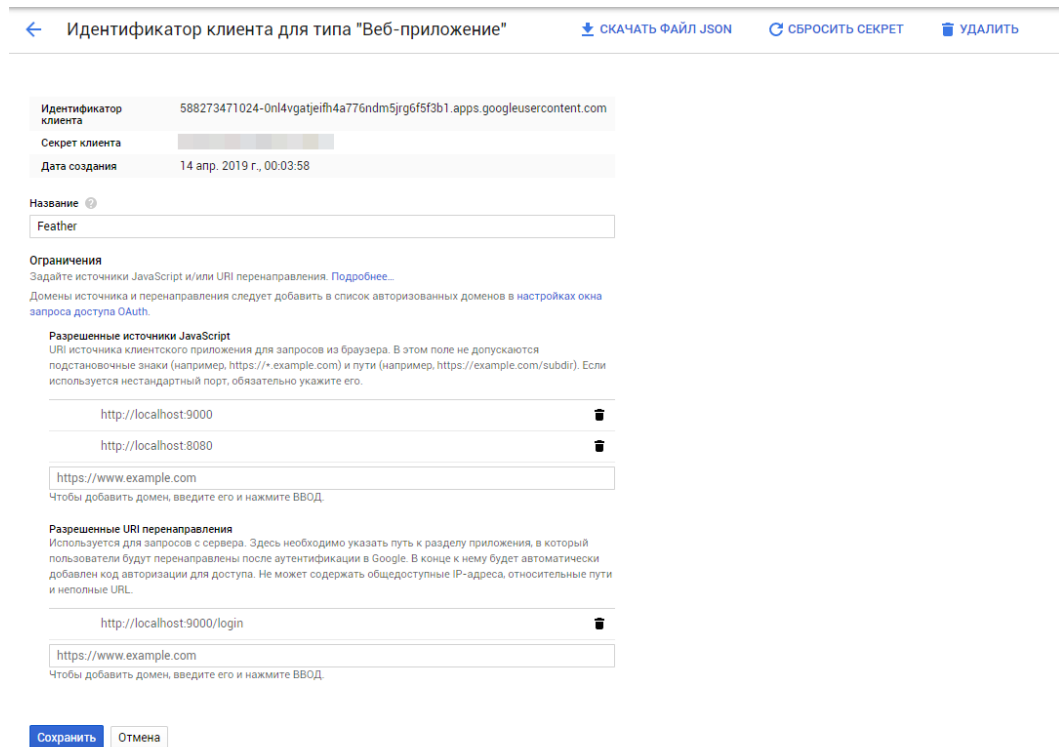 Идентификатор клиента для типа "Веб-приложение" СКАЧАТЬ ФАЙЛ JSON СБРОСИТЬ СЕКРЕТ УДАЛИТЬ
Идентификатор клиента 588273471024-0nl4vgatjeifh4a776ndm5jrg6f5f3b1.apps.googleusercontent.com
Секрет клиента
Дата создания 14 апр. 2019 г., 00:03:58
Название
Feather
Ограничения
Задайте источники JavaScript и/или URI перенаправления. Подробнее...
Домены источника и перенаправления следует добавить в список авторизованных доменов в настройках окна
запроса доступа OAuth.
Разрешенные источники JavaScript
URI источника клиентского приложения для запросов из браузера. В этом поле не допускаются
подстановочные знаки (например, https://*.example.com) и пути (например, https://example.com/subdir). Если
используется нестандартный порт, обязательно укажите его.
http://localhost:9000
http://localhost:8080
https://www.example.com
Чтобы добавить домен, введите его и нажмите ВВОД.
Разрешенные URI перенаправления
Используется для запросов с сервера. Здесь необходимо указать путь к разделу приложения, в который
пользователи будут перенаправлены после аутентификации в Google. В конце к нему будет автоматически
добавлен код авторизации для доступа. Не может содержать общедоступные IP-адреса, относительные пути
и неполные URL.
http://localhost:9000/login
https://www.example.com
Чтобы добавить домен, введите его и нажмите ВВОД.
Сохранить Отмена